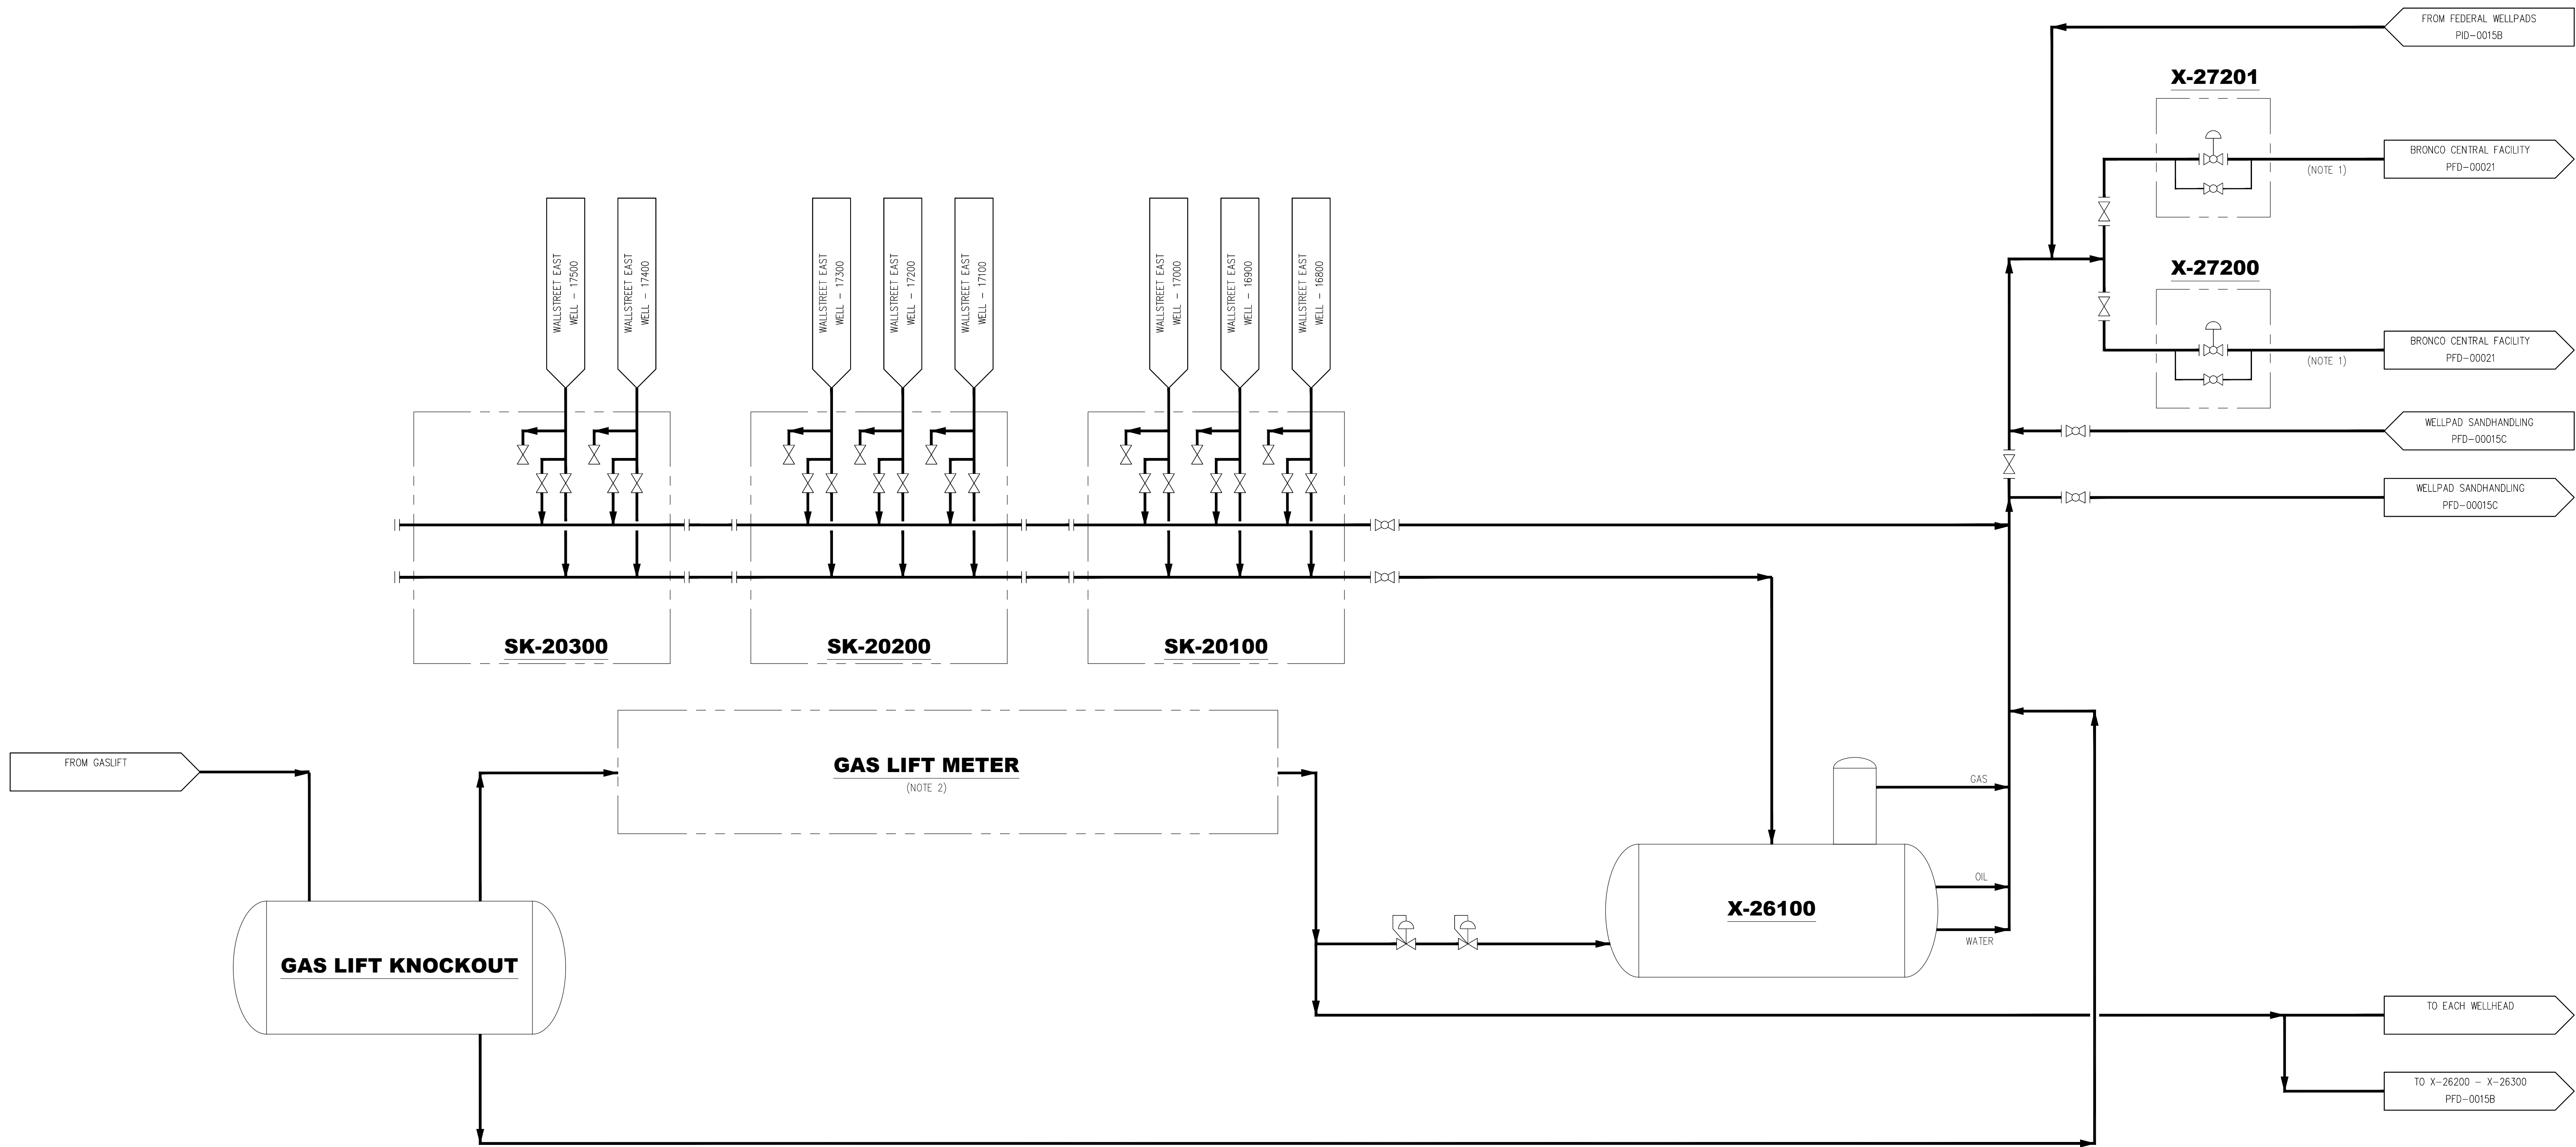 FROM FEDERAL WELLPADS
PID-0015B
X-27201
BRONCO CENTRAL FACILITY
PFD-00021
(NOTE 1)
X-27200
BRONCO CENTRAL FACILITY
PFD-00021
(NOTE 1)
WELLPAD SANDHANDLING
PFD-00015C
WELLPAD SANDHANDLING
PFD-00015C
WALLSTREET EAST
WELL - 17500
WALLSTREET EAST
WELL - 17400
WALLSTREET EAST
WELL - 17300
WALLSTREET EAST
WELL - 17200
WALLSTREET EAST
WELL - 17100
WALLSTREET EAST
WELL - 17000
WALLSTREET EAST
WELL - 16900
WALLSTREET EAST
WELL - 16800
SK-20300
SK-20200
SK-20100
FROM GASLIFT
GAS LIFT METER
(NOTE 2)
GAS
OIL
X-26100
WATER
GAS LIFT KNOCKOUT
TO EACH WELLHEAD
TO X-26200 - X-26300
PFD-0015B